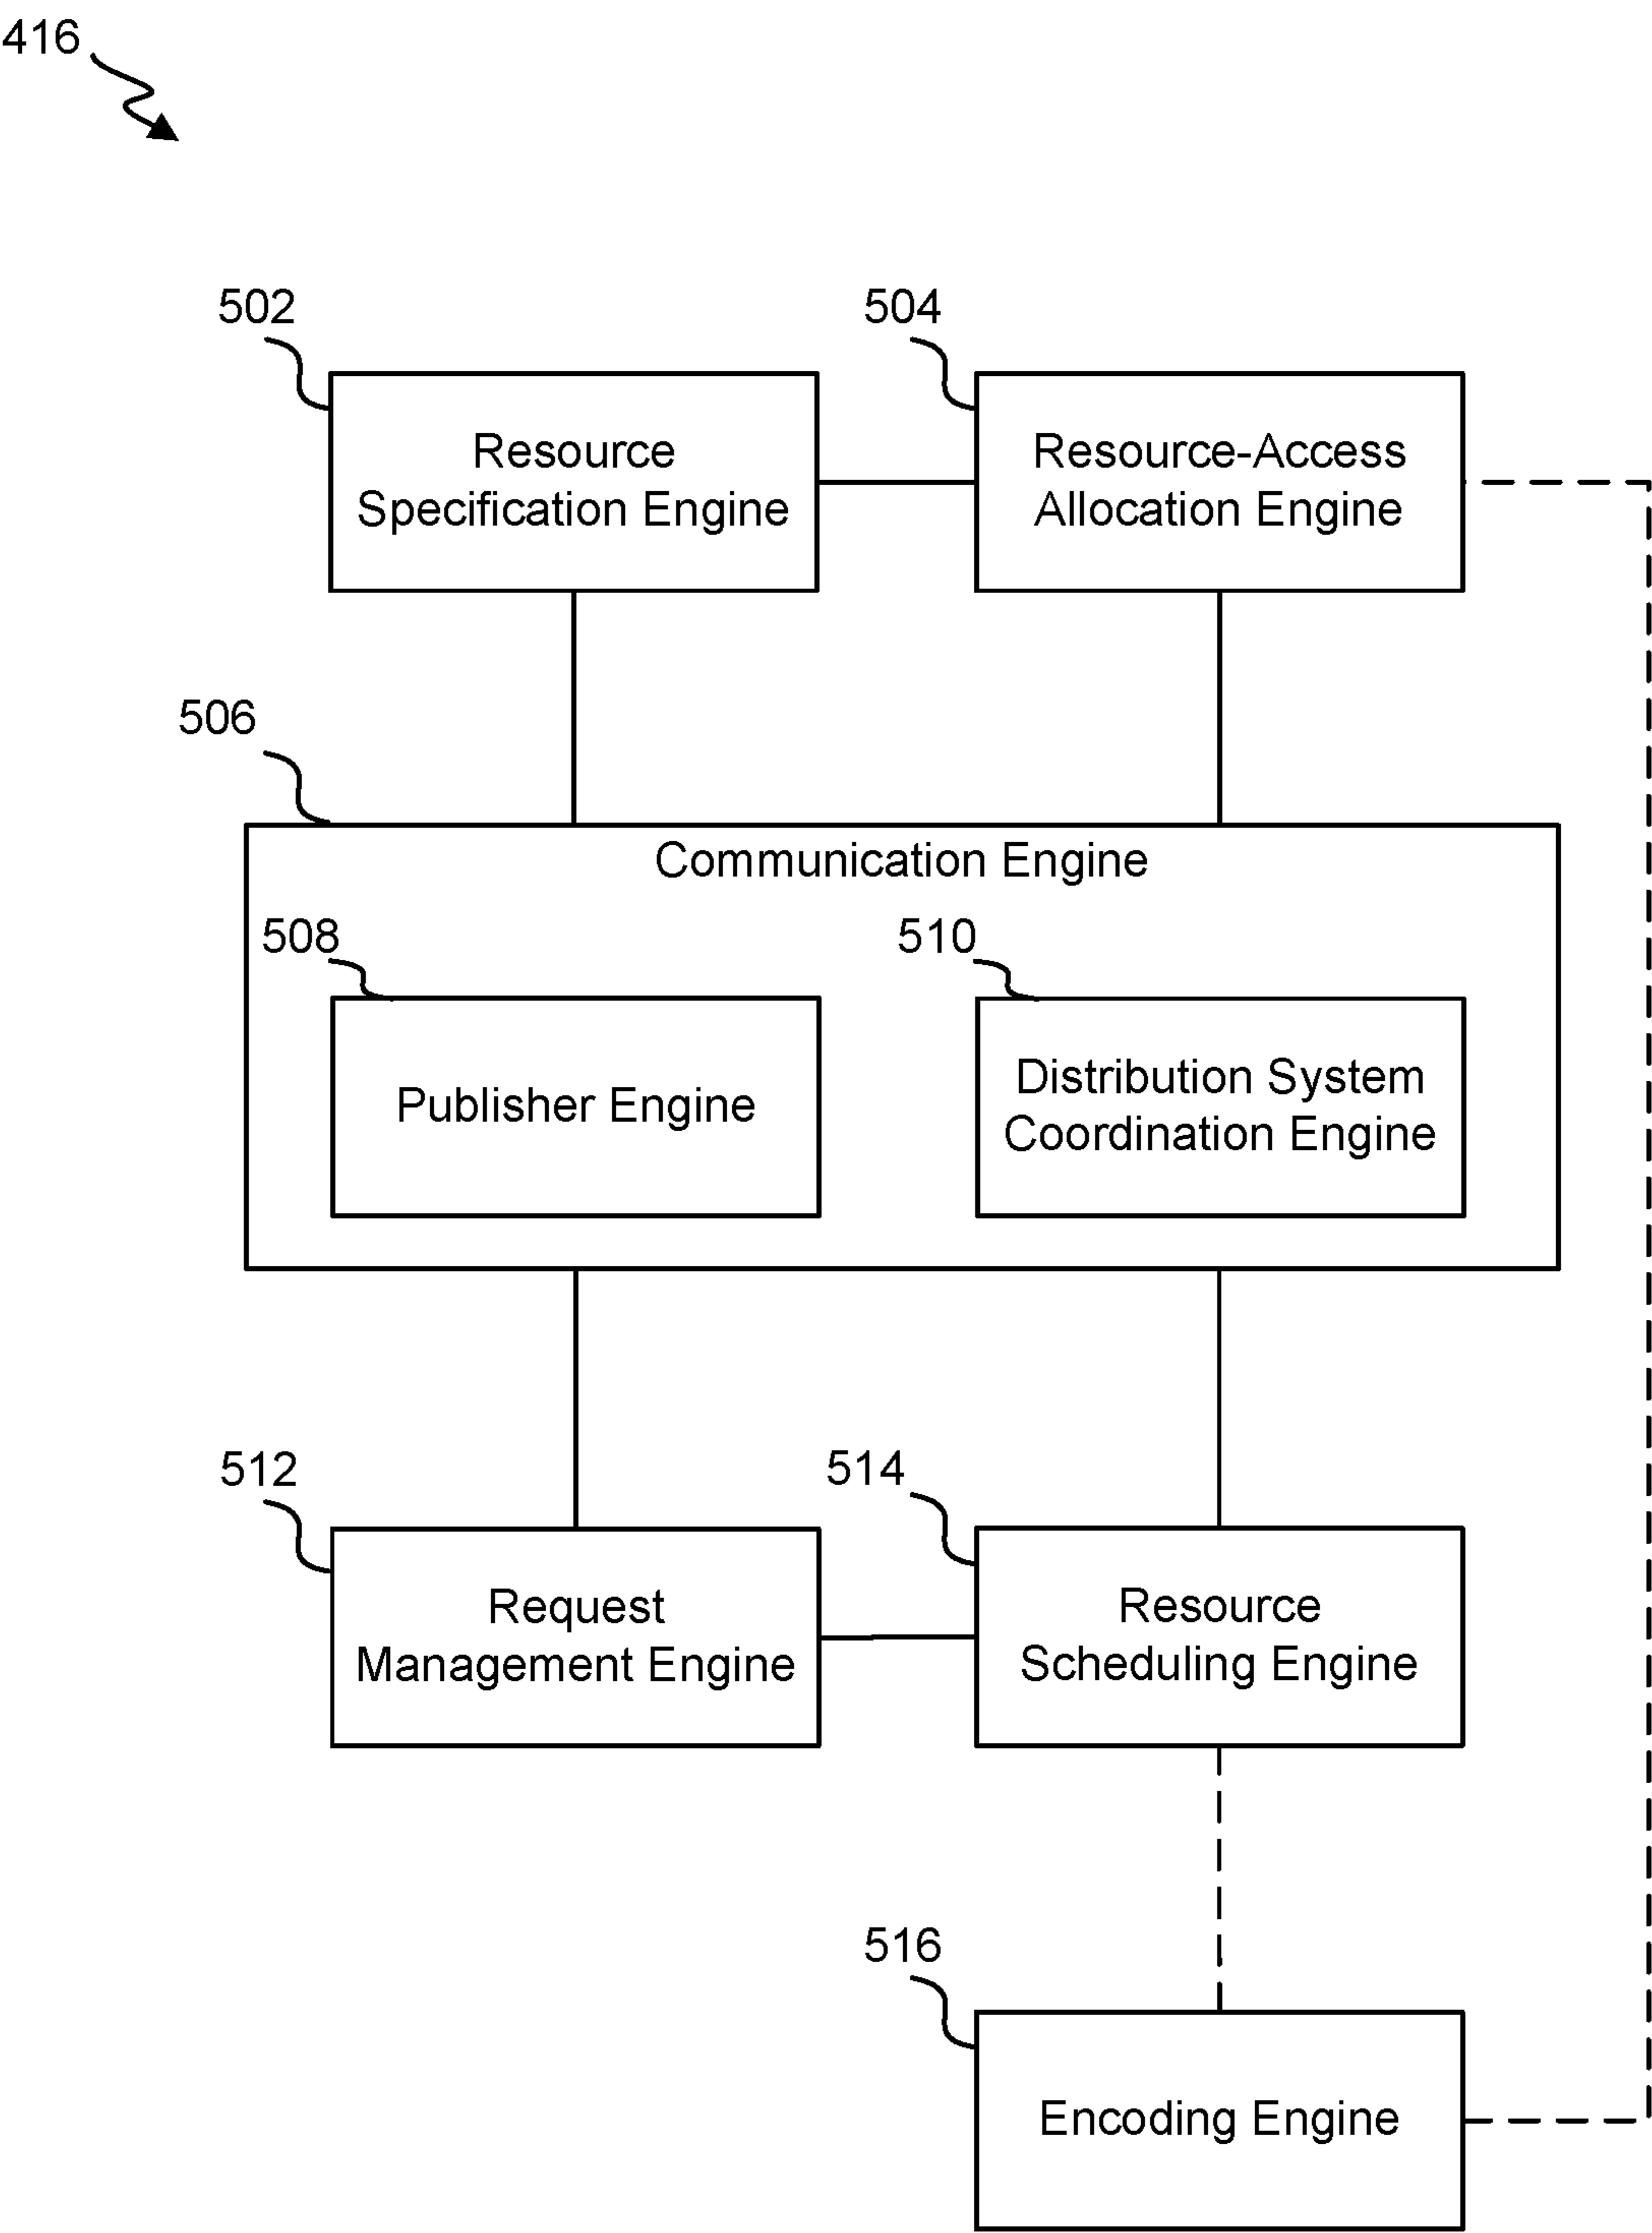 416
502
504
Resource
Specification Engine
Resource-Access
Allocation Engine
506
Communication Engine
508
510
Publisher Engine
Distribution System
Coordination Engine
512
514
Request
Management Engine
Resource
Scheduling Engine
516
Encoding Engine